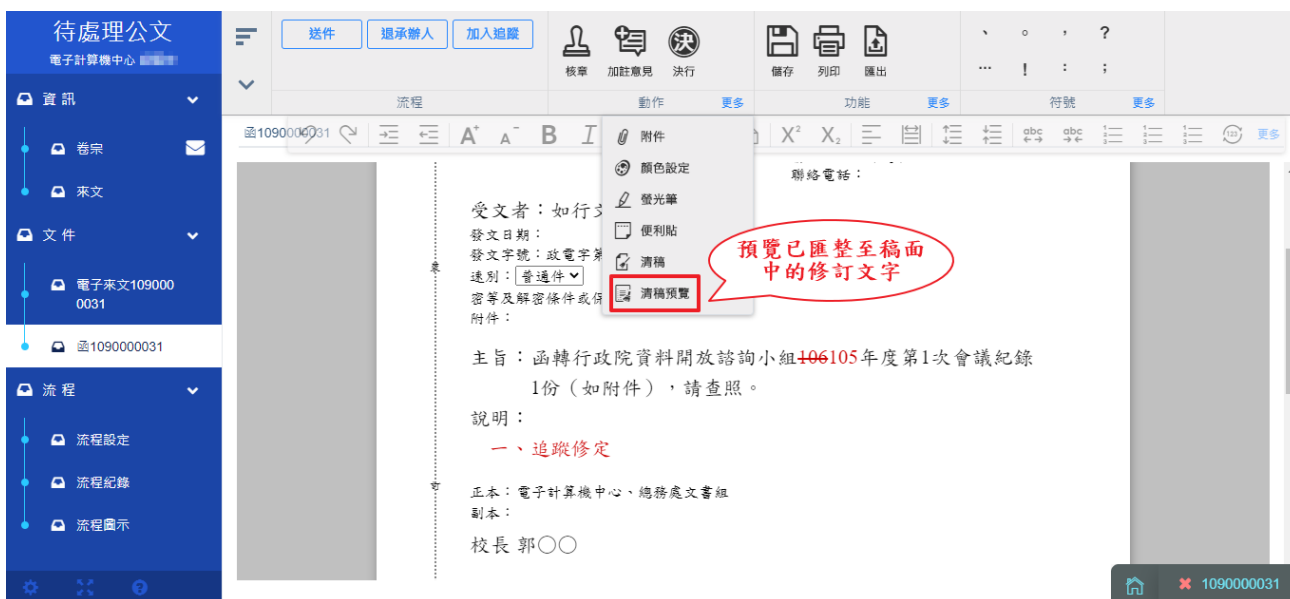 待處理公文
電子計算機中心
資訊
卷宗
來文
文件
電子來文109000
0031
函1090000031
流程
流程設定
流程紀錄
流程圖示
送件 退承辦人 加入追蹤
流程
核章 加註意見 決行
決
動作 更多
儲存 列印 匯出
功能 更多
、 。 , ?
… ! : ;
符號 更多
函1090000031
A+ A- B I X² X₂ abc abc 更多
附件
顏色設定
螢光筆
便利貼
清稿
清稿預覽
預覽已匯整至稿面
中的修訂文字
聯絡電話：
受文者：如行文
發文日期：
發文字號：政電字第
速別：普通件
密等及解密條件或保
附件：
主旨：函轉行政院資料開放諮詢小組106105年度第1次會議紀錄
1份（如附件），請查照。
說明：
一、追蹤修定
正本：電子計算機中心、總務處文書組
副本：
校長 郭○○
1090000031